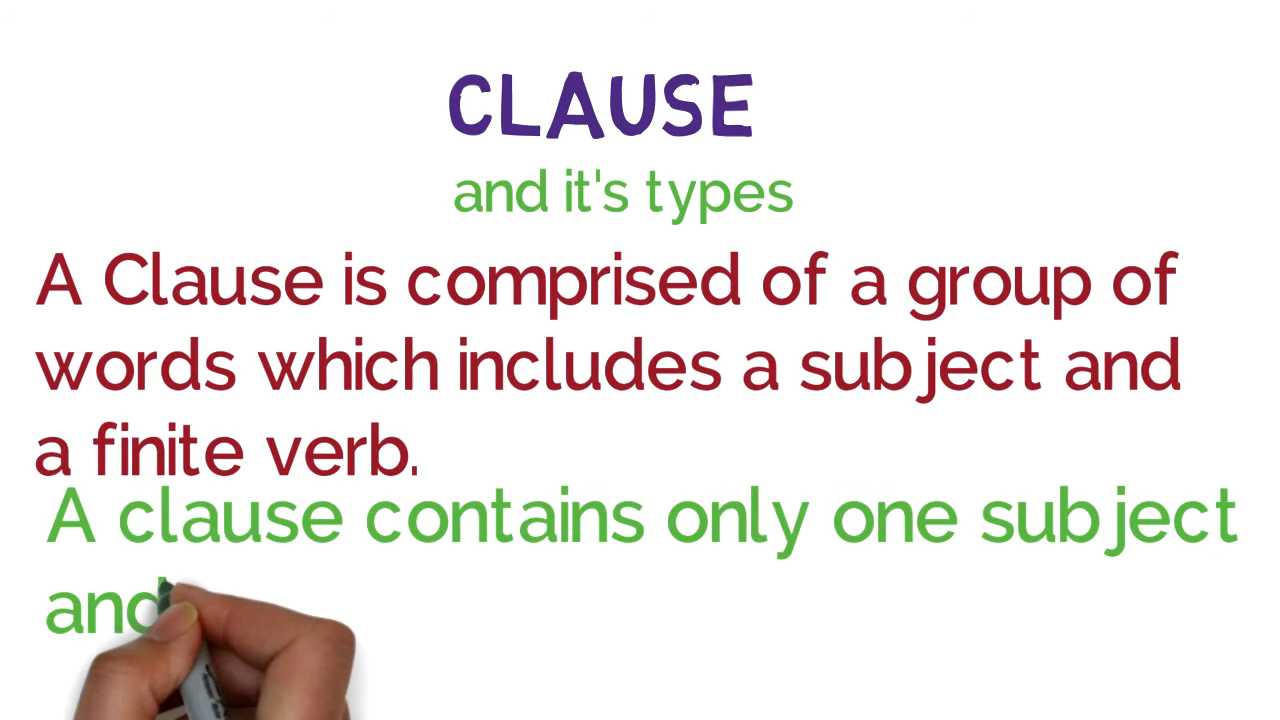 CLAUSE
and it's types
A Clause is comprised of a group of
words which includes a subject and
a finite verb.
A clause contains only one subject
and